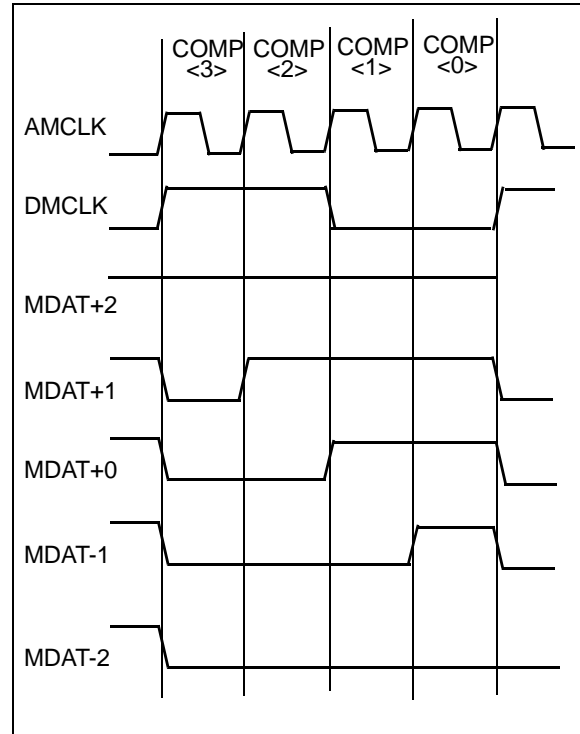 COMP COMP COMP COMP
<3> <2> <1> <0>
AMCLK
DMCLK
MDAT+2
MDAT+1
MDAT+0
MDAT-1
MDAT-2